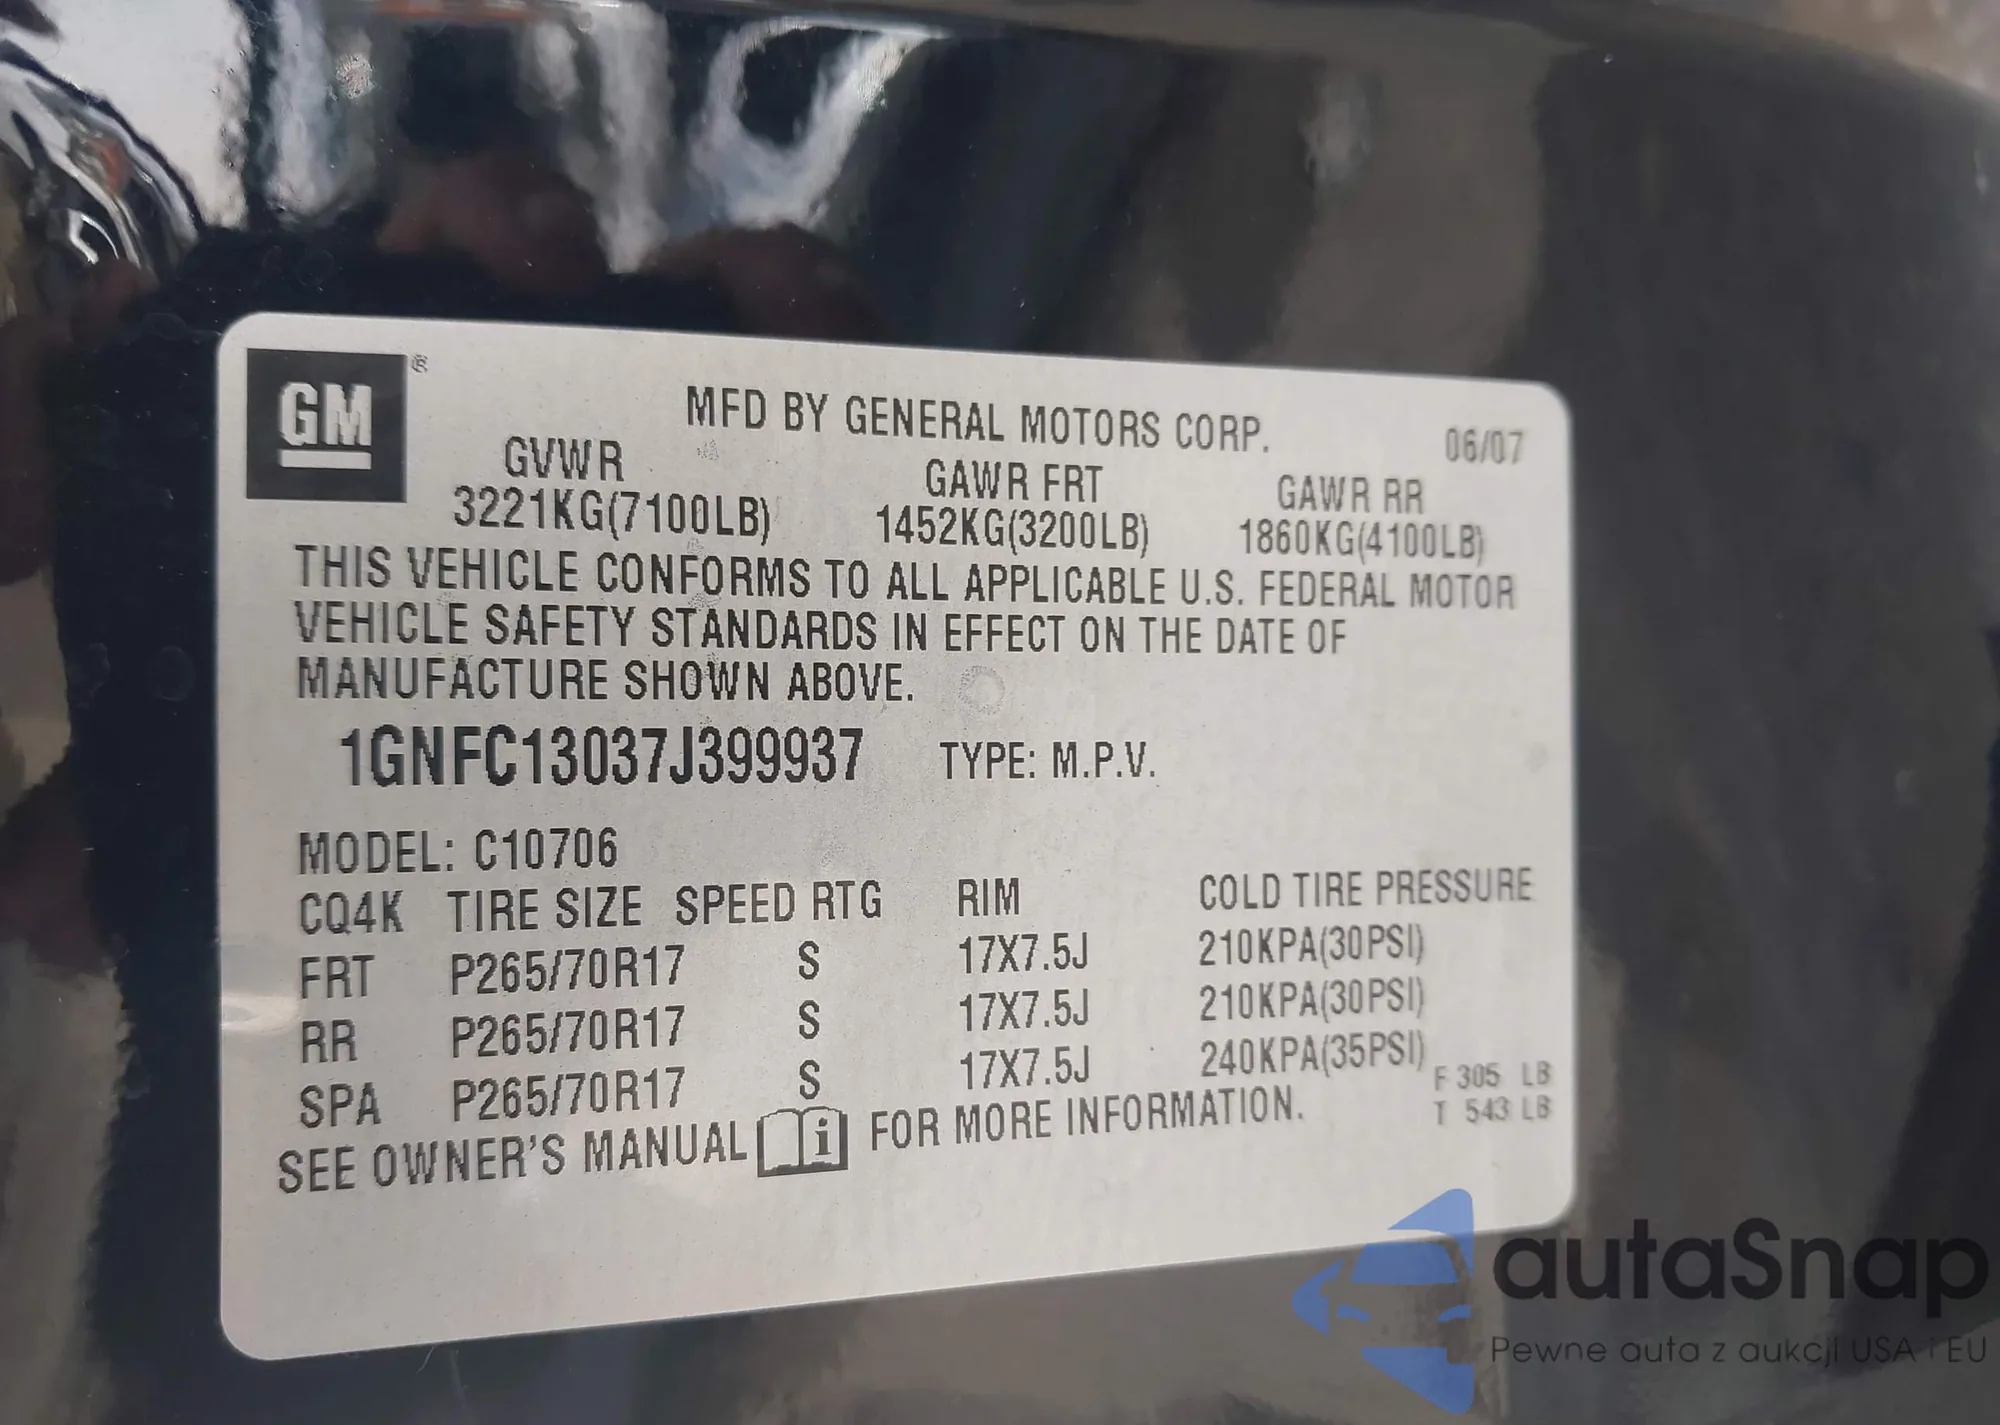 GM®
MFD BY GENERAL MOTORS CORP. 06/07
GVWR GAWR FRT GAWR RR
3221KG(7100LB) 1452KG(3200LB) 1860KG(4100LB)
THIS VEHICLE CONFORMS TO ALL APPLICABLE U.S. FEDERAL MOTOR
VEHICLE SAFETY STANDARDS IN EFFECT ON THE DATE OF
MANUFACTURE SHOWN ABOVE.
1GNFC13037J399937 TYPE: M.P.V.
MODEL: C10706
CQ4K TIRE SIZE SPEED RTG RIM COLD TIRE PRESSURE
FRT P265/70R17 S 17X7.5J 210KPA(30PSI)
RR P265/70R17 S 17X7.5J 210KPA(30PSI)
SPA P265/70R17 S 17X7.5J 240KPA(35PSI)
F 305 LB
T 543 LB
SEE OWNER'S MANUAL i FOR MORE INFORMATION.
autaSnap
Pewne auta z aukcji USA i EU